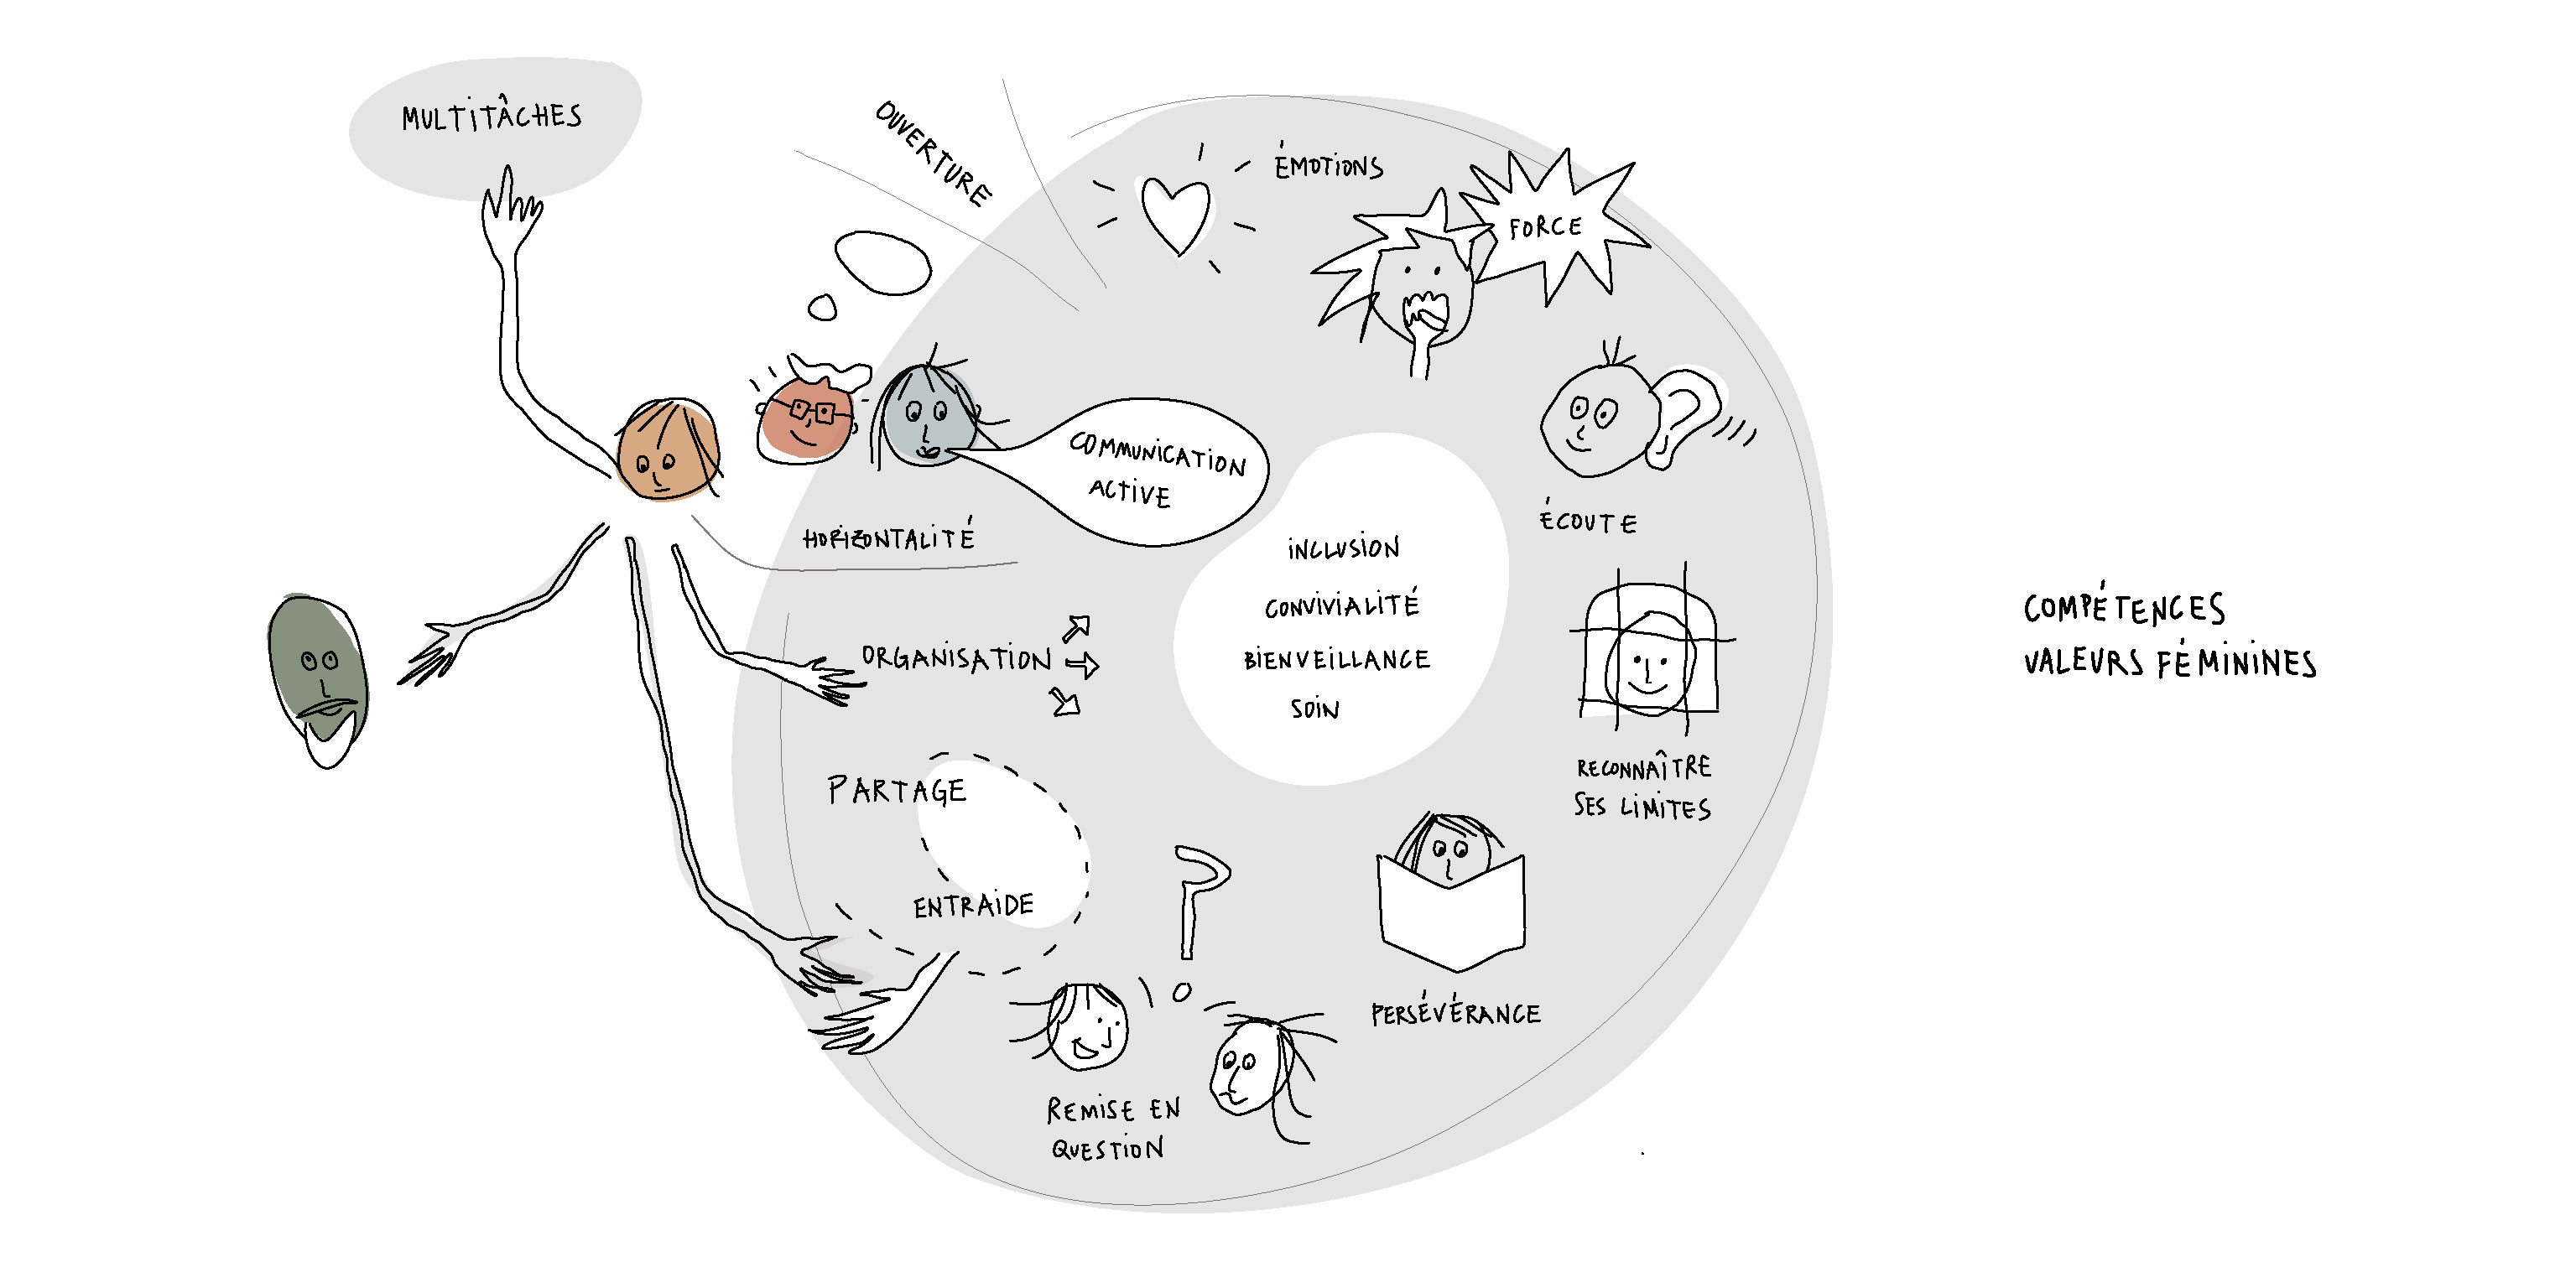 MULTITÂCHES
OUVERTURE
ÉMOTIONS
FORCE
COMMUNICATION
ACTIVE
HORIZONTALITÉ
ÉCOUTE
INCLUSION
CONVIVIALITÉ
BIENVEILLANCE
SOIN
ORGANISATION
RECONNAÎTRE
SES LIMITES
PARTAGE
ENTRAIDE
?
PERSÉVÉRANCE
REMISE EN
QUESTION
COMPÉTENCES
VALEURS FÉMININES